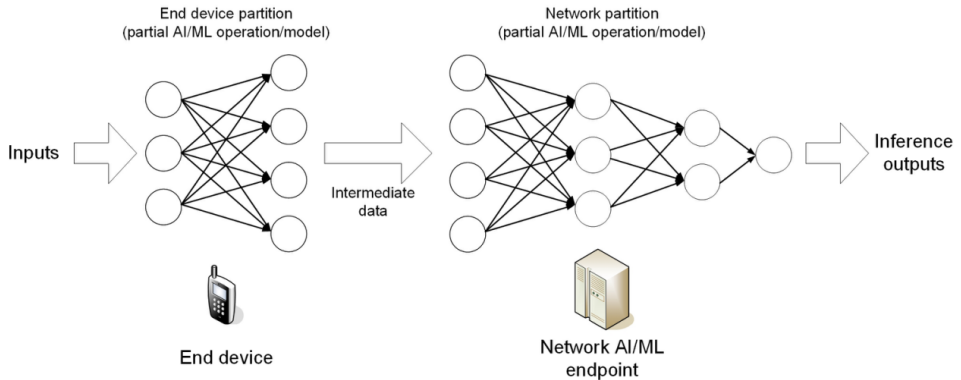 End device partition
(partial AI/ML operation/model)
Network partition
(partial AI/ML operation/model)
Inputs
Intermediate
data
Inference
outputs
End device
Network AI/ML
endpoint